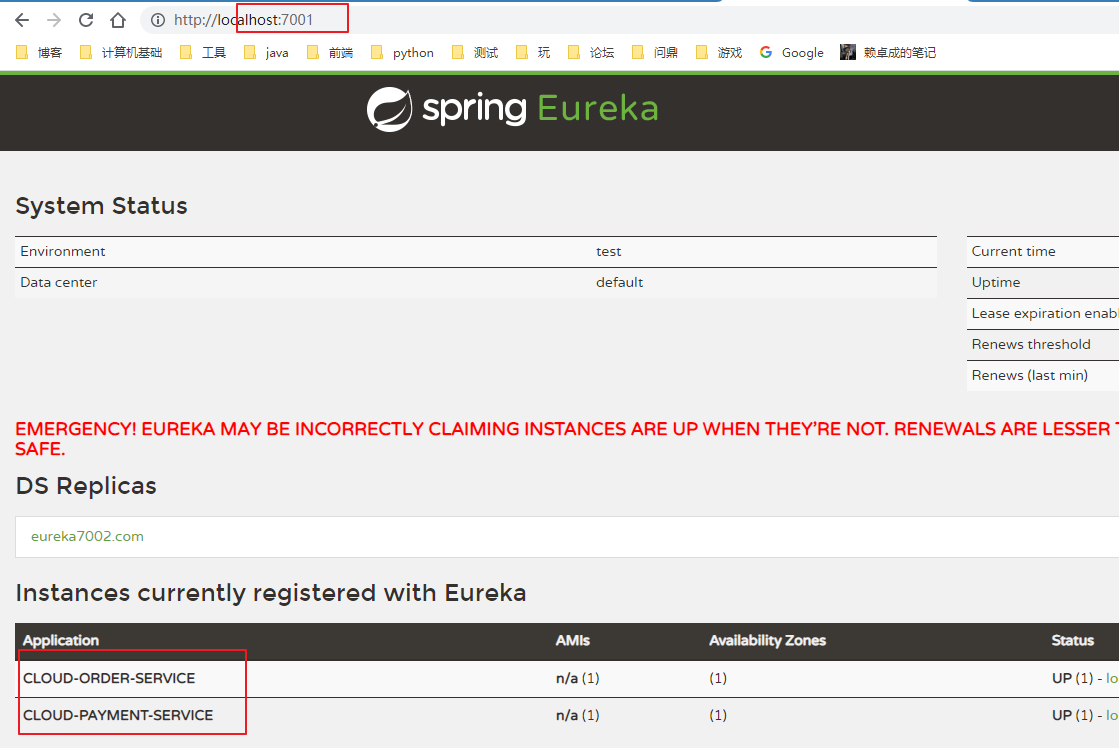 http://localhost:7001
博客 计算机基础 工具 java 前端 python 测试 玩 论坛 问鼎 游戏 Google 赖卓成的笔记
spring Eureka
System Status
Environment test
Data center default
Current time
Uptime
Lease expiration enab
Renews threshold
Renews (last min)
EMERGENCY! EUREKA MAY BE INCORRECTLY CLAIMING INSTANCES ARE UP WHEN THEY'RE NOT. RENEWALS ARE LESSER
SAFE.
DS Replicas
eureka7002.com
Instances currently registered with Eureka
Application AMIs Availability Zones Status
CLOUD-ORDER-SERVICE n/a (1) (1) UP (1) - lo
CLOUD-PAYMENT-SERVICE n/a (1) (1) UP (1) - lo